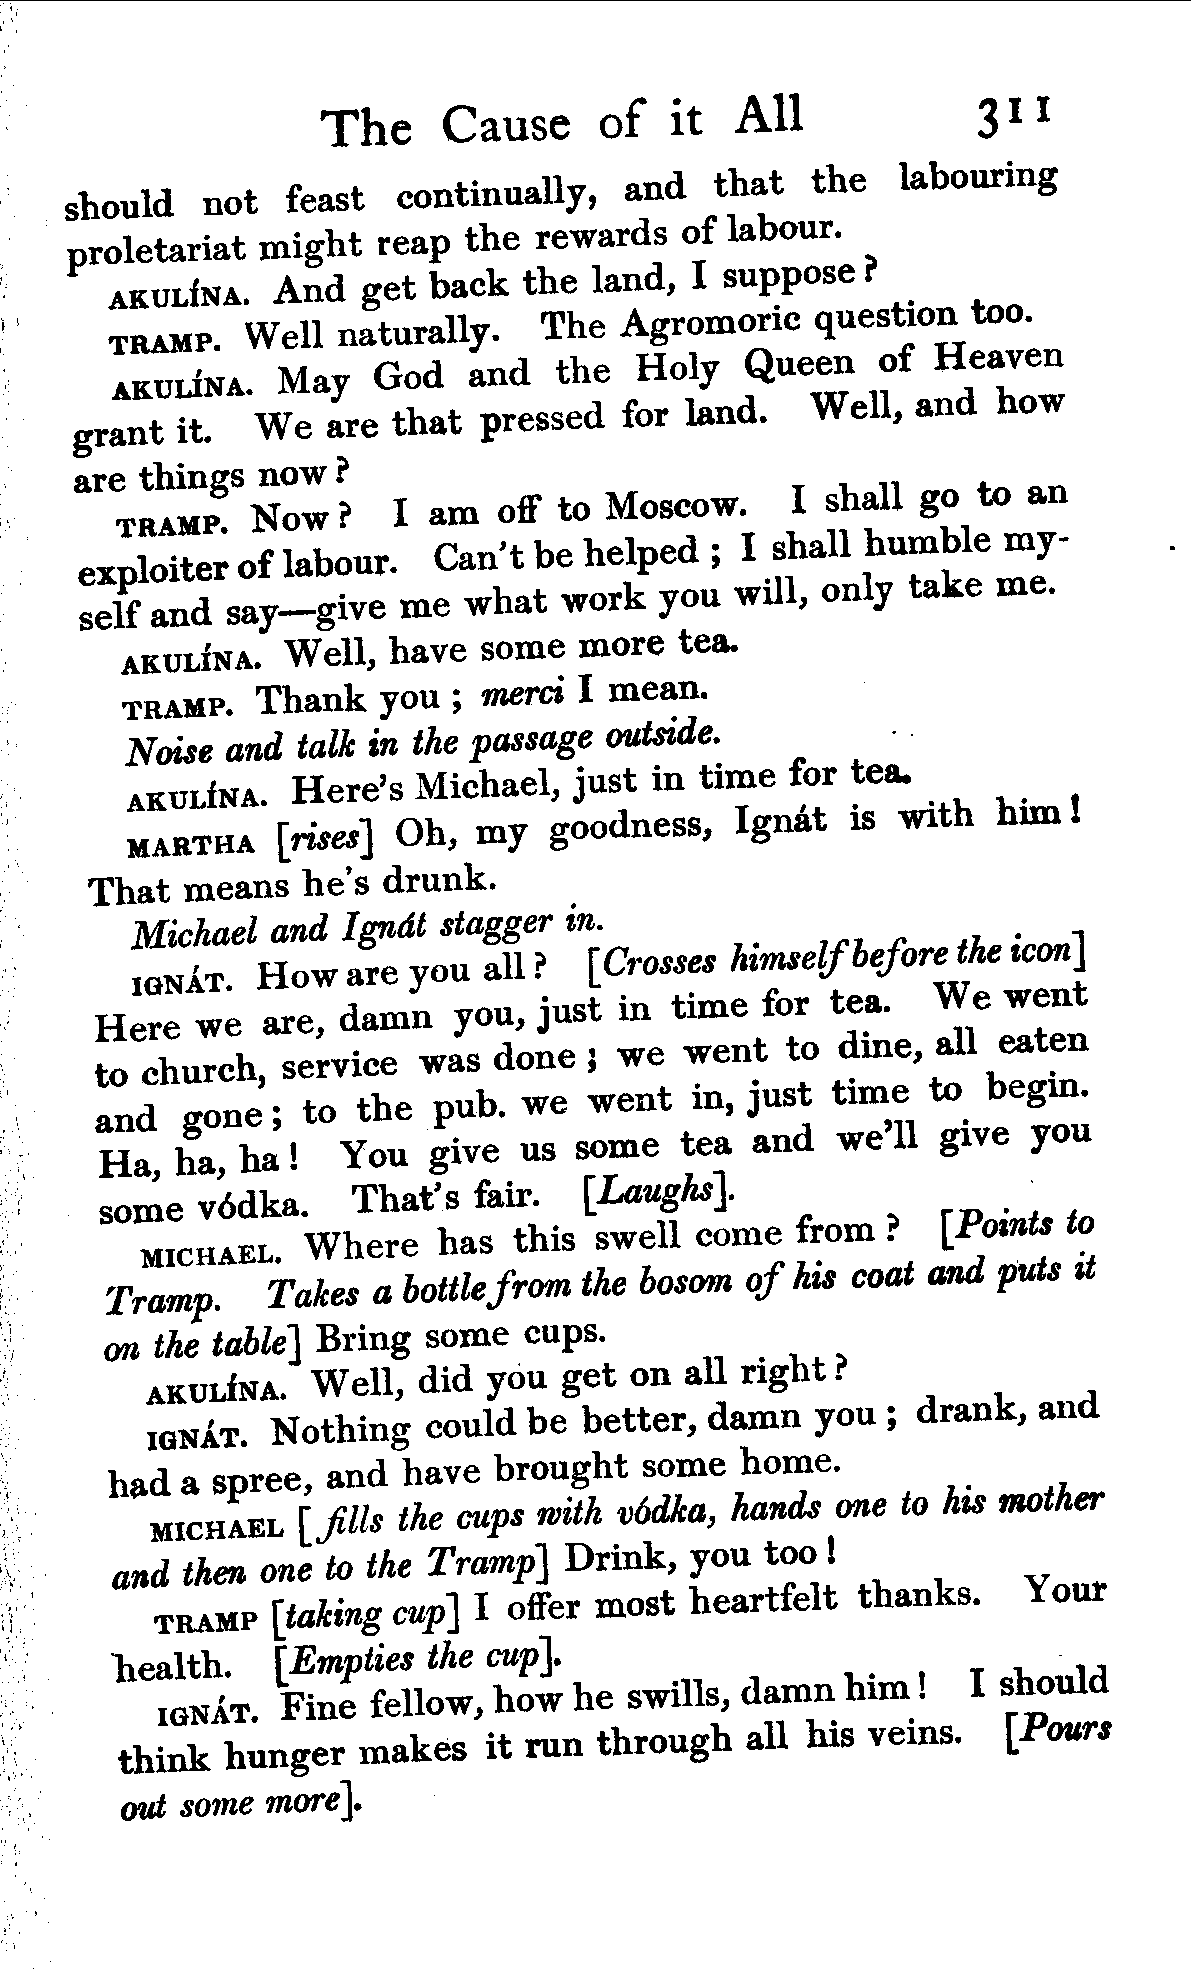 The Cause of it All 311
should not feast continually, and that the labouring
proletariat might reap the rewards of labour.
AKULÍNA. And get back the land, I suppose?
TRAMP. Well naturally. The Agromoric question too.
AKULÍNA. May God and the Holy Queen of Heaven
grant it. We are that pressed for land. Well, and how
are things now?
TRAMP. Now? I am off to Moscow. I shall go to an
exploiter of labour. Can't be helped; I shall humble my-
self and say—give me what work you will, only take me.
AKULÍNA. Well, have some more tea.
TRAMP. Thank you; merci I mean.
Noise and talk in the passage outside.
AKULÍNA. Here's Michael, just in time for tea.
MARTHA [rises] Oh, my goodness, Ignát is with him!
That means he's drunk.
Michael and Ignát stagger in.
IGNÁT. How are you all? [Crosses himself before the icon]
Here we are, damn you, just in time for tea. We went
to church, service was done; we went to dine, all eaten
and gone; to the pub. we went in, just time to begin.
Ha, ha, ha! You give us some tea and we'll give you
some vódka. That's fair. [Laughs].
MICHAEL. Where has this swell come from? [Points to
Tramp. Takes a bottle from the bosom of his coat and puts it
on the table] Bring some cups.
AKULÍNA. Well, did you get on all right?
IGNÁT. Nothing could be better, damn you; drank, and
had a spree, and have brought some home.
MICHAEL [fills the cups with vódka, hands one to his mother
and then one to the Tramp] Drink, you too!
TRAMP [taking cup] I offer most heartfelt thanks. Your
health. [Empties the cup].
IGNÁT. Fine fellow, how he swills, damn him! I should
think hunger makes it run through all his veins. [Pours
out some more].